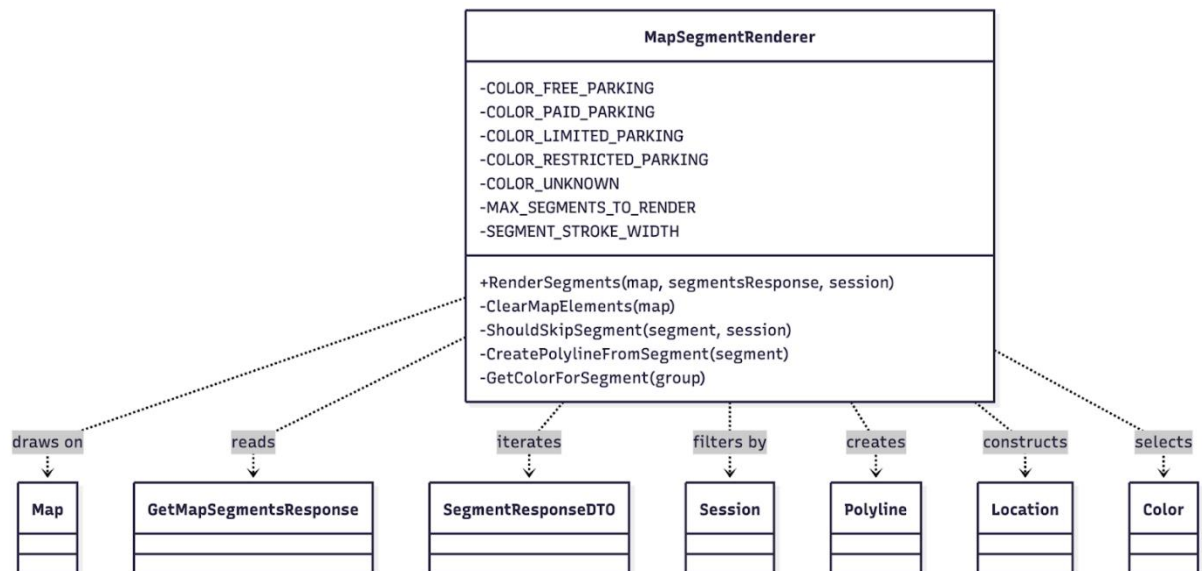 MapSegmentRenderer
-COLOR_FREE_PARKING
-COLOR_PAID_PARKING
-COLOR_LIMITED_PARKING
-COLOR_RESTRICTED_PARKING
-COLOR_UNKNOWN
-MAX_SEGMENTS_TO_RENDER
-SEGMENT_STROKE_WIDTH
+RenderSegments(map, segmentsResponse, session)
-ClearMapElements(map)
-ShouldSkipSegment(segment, session)
-CreatePolylineFromSegment(segment)
-GetColorForSegment(group)
draws on reads iterates filters by creates constructs selects
Map GetMapSegmentsResponse SegmentResponseDTO Session Polyline Location Color